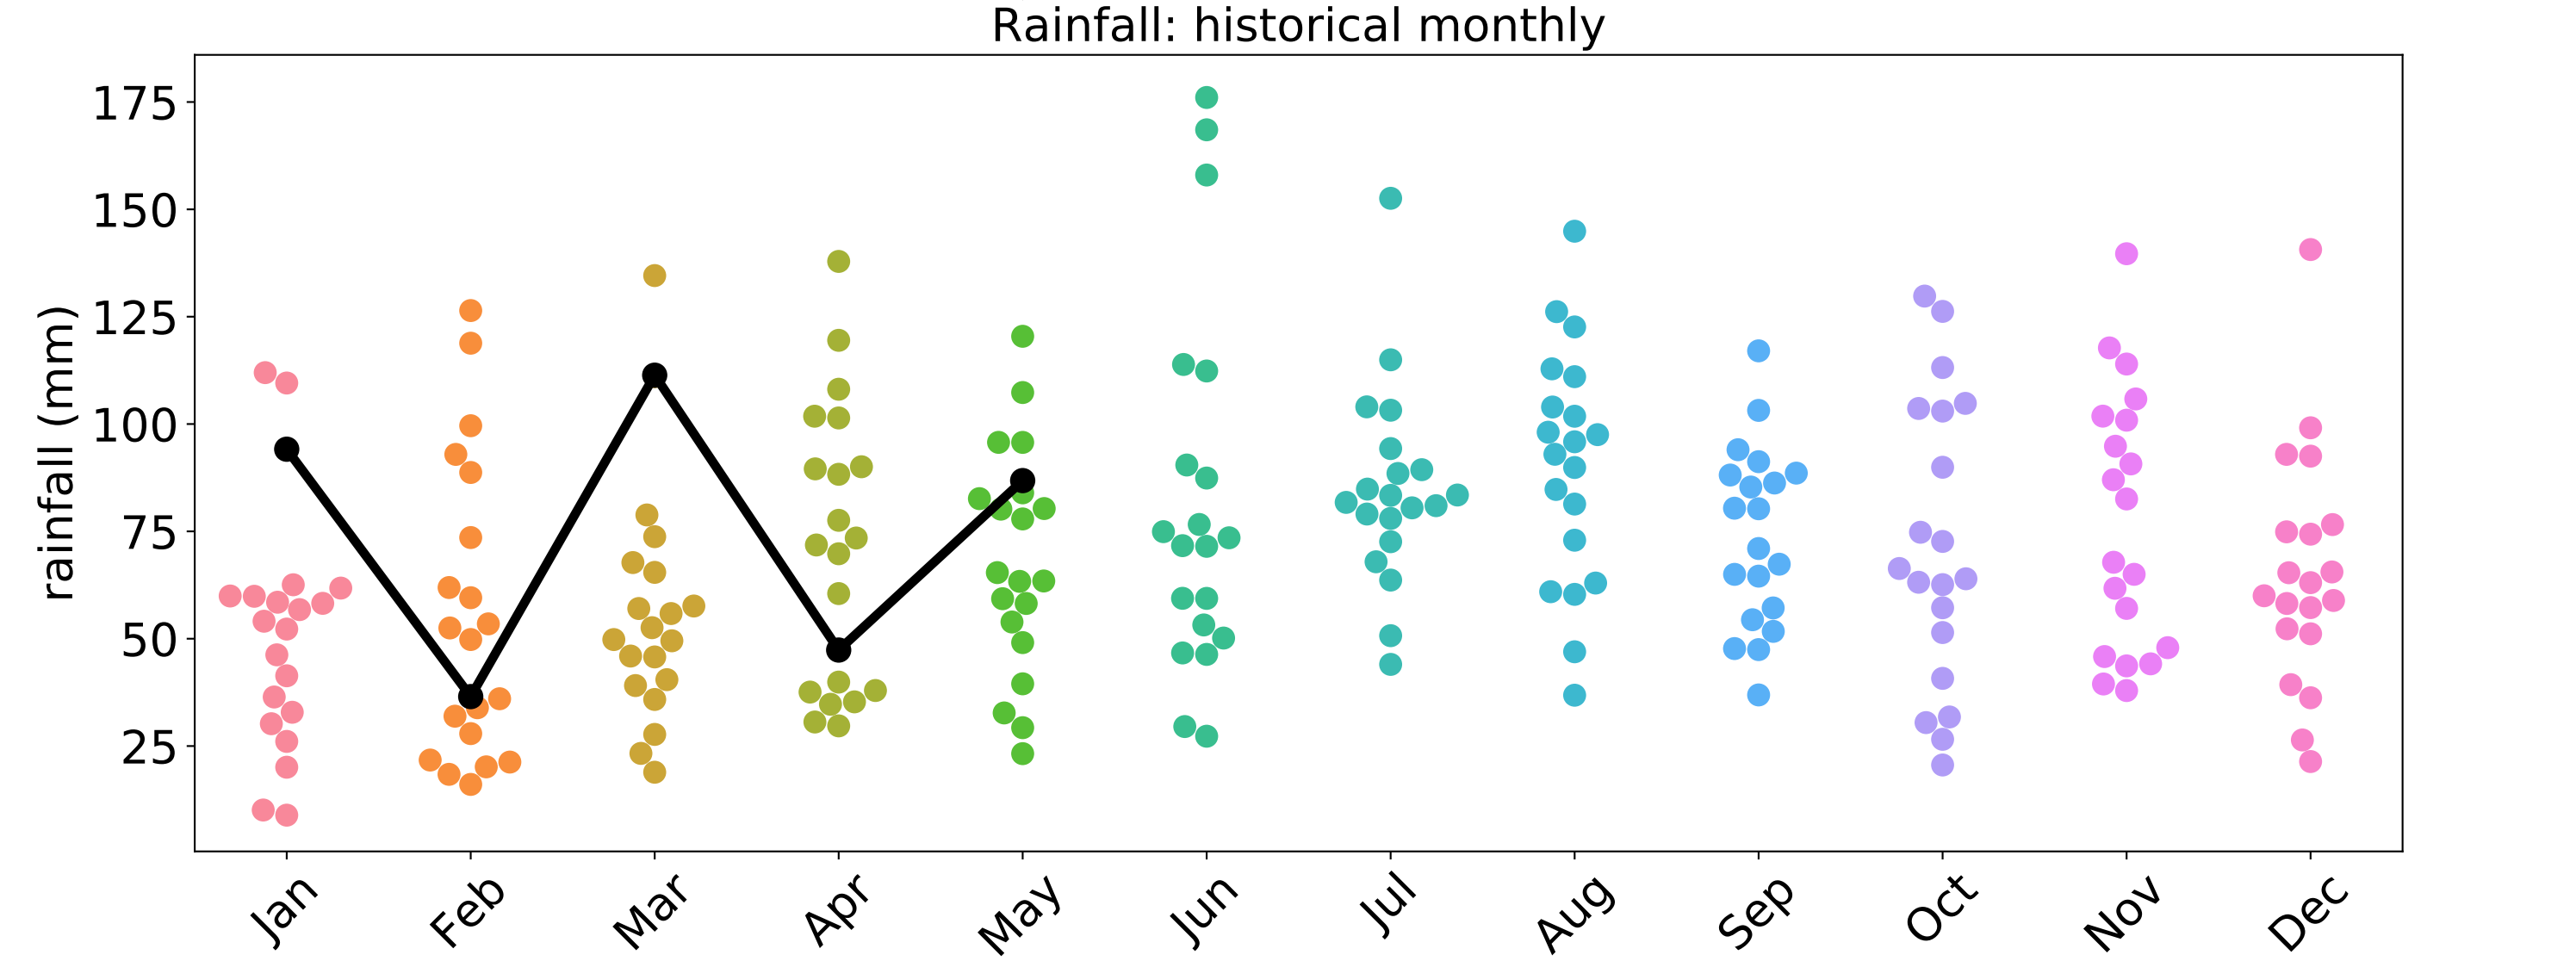 Rainfall: historical monthly
rainfall (mm)
175
150
125
100
75
50
25
Jan
Feb
Mar
Apr
May
Jun
Jul
Aug
Sep
Oct
Nov
Dec